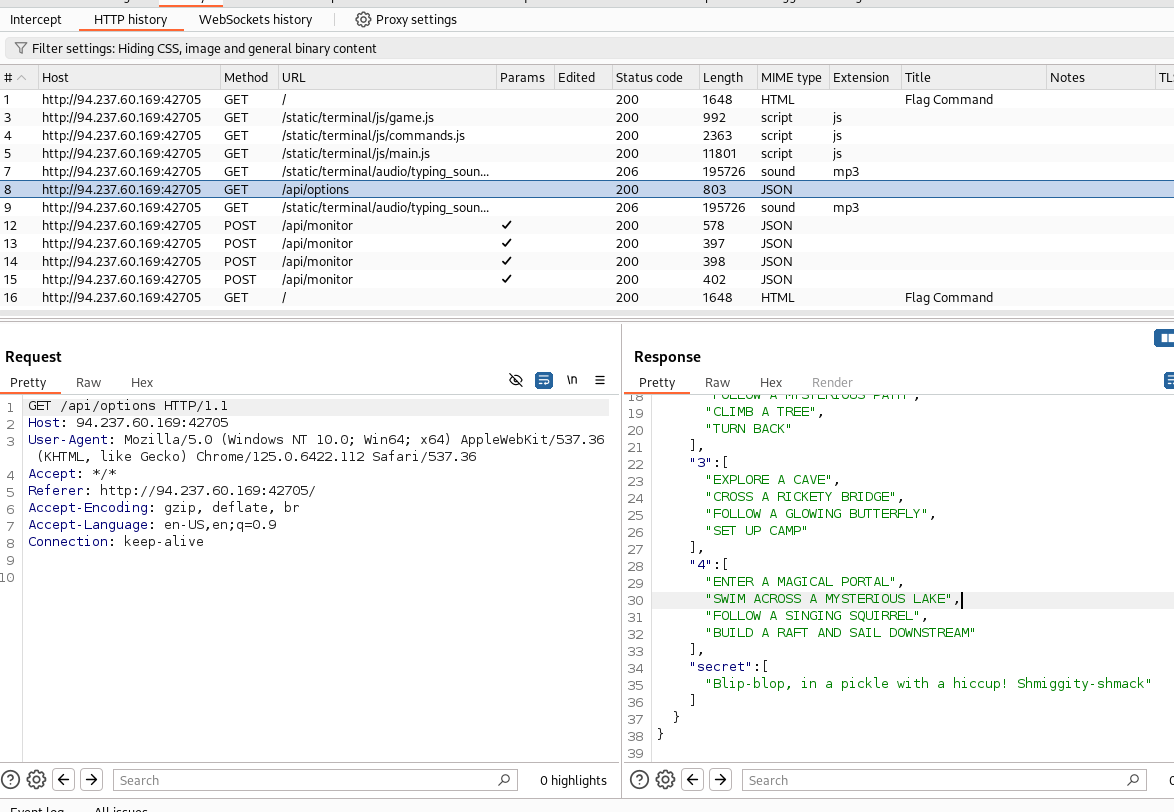 Intercept HTTP history WebSockets history Proxy settings
Filter settings: Hiding CSS, image and general binary content
# Host Method URL Params Edited Status code Length MIME type Extension Title Notes
1 http://94.237.60.169:42705 GET / 200 1648 HTML Flag Command
3 http://94.237.60.169:42705 GET /static/terminal/js/game.js 200 992 script js
4 http://94.237.60.169:42705 GET /static/terminal/js/commands.js 200 2363 script js
5 http://94.237.60.169:42705 GET /static/terminal/js/main.js 200 11801 script js
7 http://94.237.60.169:42705 GET /static/terminal/audio/typing_soun... 206 195726 sound mp3
8 http://94.237.60.169:42705 GET /api/options 200 803 JSON
9 http://94.237.60.169:42705 GET /static/terminal/audio/typing_soun... 206 195726 sound mp3
12 http://94.237.60.169:42705 POST /api/monitor ✓ 200 578 JSON
13 http://94.237.60.169:42705 POST /api/monitor ✓ 200 397 JSON
14 http://94.237.60.169:42705 POST /api/monitor ✓ 200 398 JSON
15 http://94.237.60.169:42705 POST /api/monitor ✓ 200 402 JSON
16 http://94.237.60.169:42705 GET / 200 1648 HTML Flag Command
Request
Pretty Raw Hex \n
1 GET /api/options HTTP/1.1
2 Host: 94.237.60.169:42705
3 User-Agent: Mozilla/5.0 (Windows NT 10.0; Win64; x64) AppleWebKit/537.36
(KHTML, like Gecko) Chrome/125.0.6422.112 Safari/537.36
4 Accept: */*
5 Referer: http://94.237.60.169:42705/
6 Accept-Encoding: gzip, deflate, br
7 Accept-Language: en-US,en;q=0.9
8 Connection: keep-alive
9
10
Search 0 highlights
Response
Pretty Raw Hex Render
18 "FOLLOW A MYSTERIOUS PATH",
19 "CLIMB A TREE",
20 "TURN BACK"
21 ],
22 "3":[
23 "EXPLORE A CAVE",
24 "CROSS A RICKETY BRIDGE",
25 "FOLLOW A GLOWING BUTTERFLY",
26 "SET UP CAMP"
27 ],
28 "4":[
29 "ENTER A MAGICAL PORTAL",
30 "SWIM ACROSS A MYSTERIOUS LAKE",
31 "FOLLOW A SINGING SQUIRREL",
32 "BUILD A RAFT AND SAIL DOWNSTREAM"
33 ],
34 "secret":[
35 "Blip-blop, in a pickle with a hiccup! Shmiggity-shmack"
36 ]
37 }
38 }
39
Search
Event log All issues